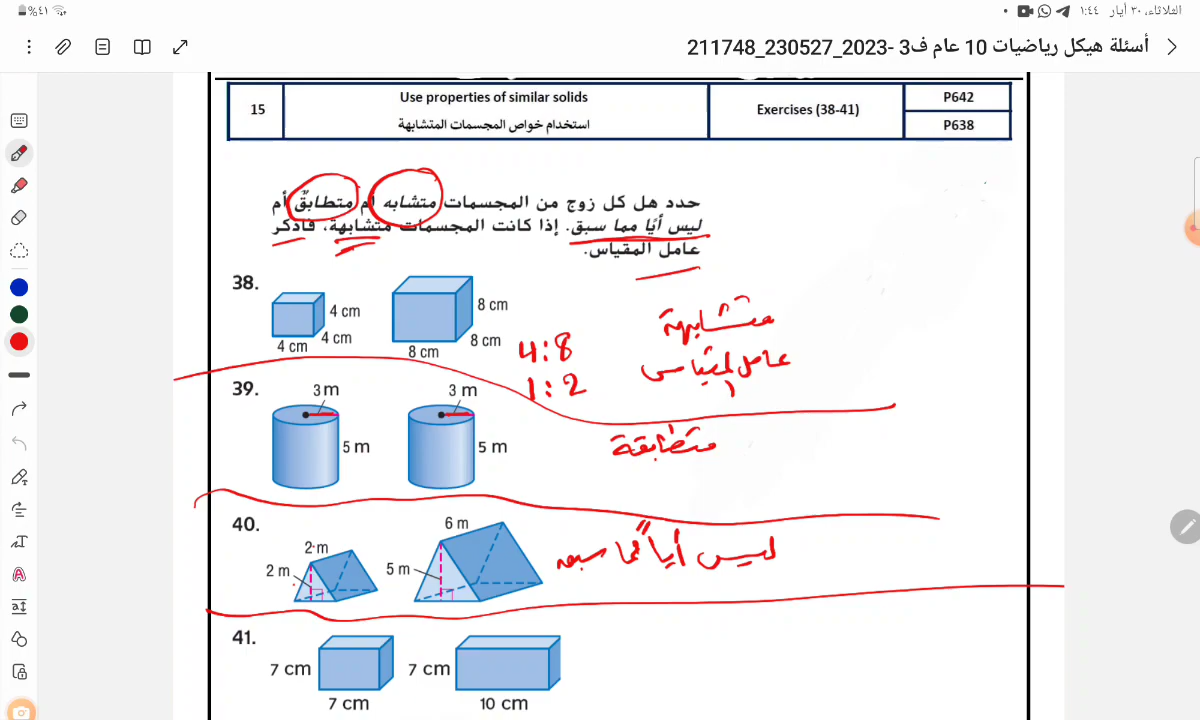 الثلاثاء، ٣٠ أيار ١:٤٤
٤١%
أسئلة هيكل رياضيات 10 عام ف3 -2023_230527_211748
15
Use properties of similar solids
استخدام خواص المجسمات المتشابهة
Exercises (38-41)
P642
P638
حدد هل كل زوج من المجسمات متشابه أم متطابق أم
ليس أيًا مما سبق. إذا كانت المجسمات متشابهة، فاذكر
عامل المقياس.
38.
4 cm
4 cm
4 cm
8 cm
8 cm
8 cm
4:8
1:2
متشابهة
عامل المقياس
39.
3 m
5 m
3 m
5 m
متطابقة
40.
2 m
2 m
6 m
5 m
ليس أياً مما سبق
41.
7 cm
7 cm
7 cm
10 cm